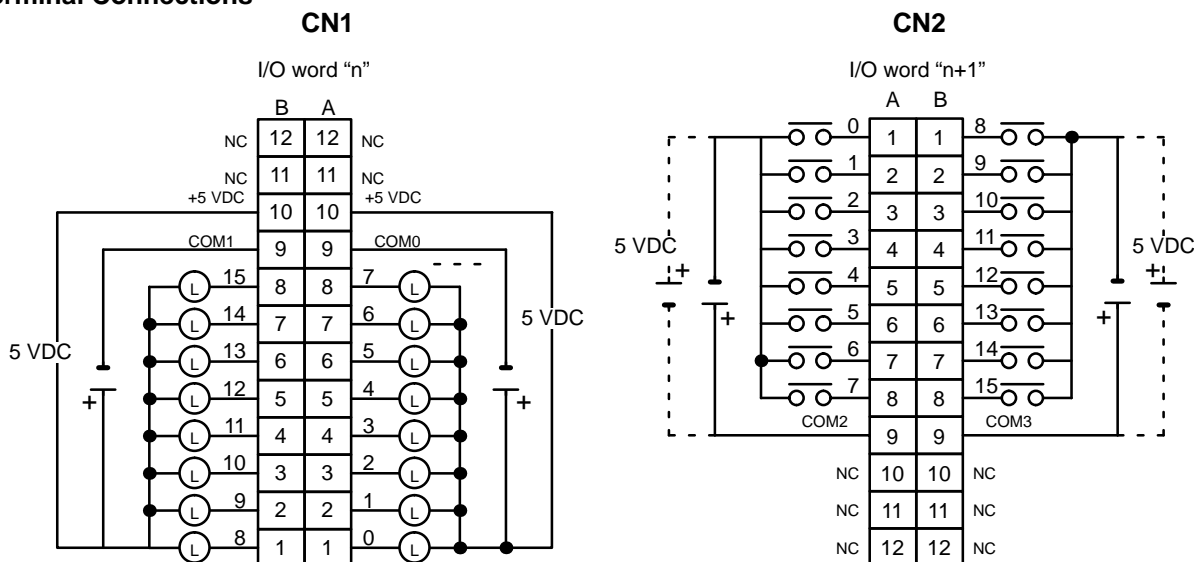 Terminal Connections
CN1
I/O word “n”
B A
NC 12 12 NC
NC 11 11 NC
+5 VDC 10 10 +5 VDC
COM1 9 9 COM0
L 15 8 8 7 L
L 14 7 7 6 L
L 13 6 6 5 L
L 12 5 5 4 L
L 11 4 4 3 L
L 10 3 3 2 L
L 9 2 2 1 L
L 8 1 1 0 L
5 VDC
+
5 VDC
+
CN2
I/O word “n+1”
A B
0 1 1 8
1 2 2 9
2 3 3 10
3 4 4 11
4 5 5 12
5 6 6 13
6 7 7 14
7 8 8 15
COM2 9 9 COM3
NC 10 10 NC
NC 11 11 NC
NC 12 12 NC
5 VDC
+
+
5 VDC
+
+